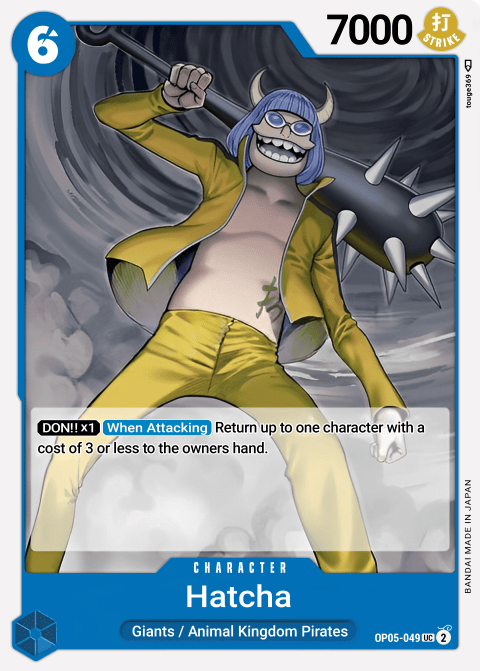 6
7000
打
STRIKE
touge369
DON!!×1 When Attacking Return up to one character with a
cost of 3 or less to the owners hand.
BANDAI MADE IN JAPAN
CHARACTER
Hatcha
Giants / Animal Kingdom Pirates
OP05-049 UC 2